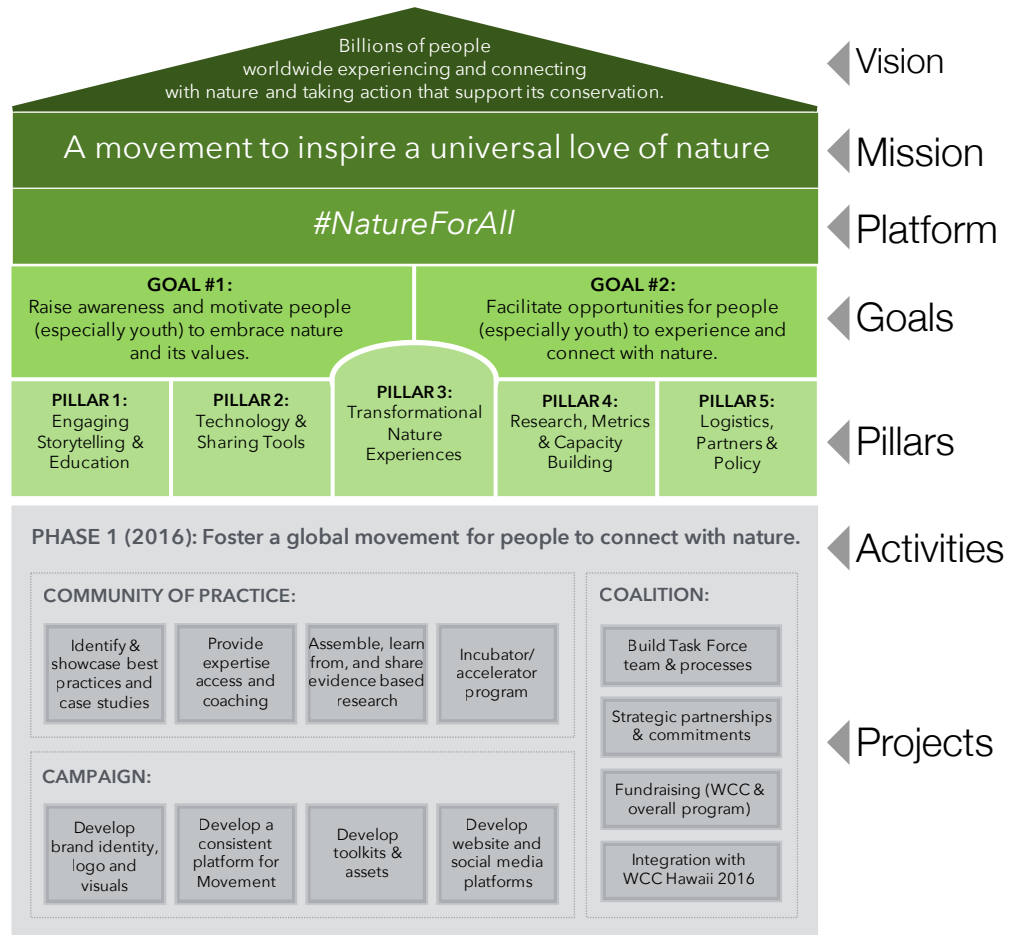 Billions of people
worldwide experiencing and connecting
with nature and taking action that support its conservation.
Vision
A movement to inspire a universal love of nature
Mission
#NatureForAll
Platform
GOAL #1:
Raise awareness and motivate people
(especially youth) to embrace nature
and its values.
GOAL #2:
Facilitate opportunities for people
(especially youth) to experience and
connect with nature.
Goals
PILLAR 1:
Engaging
Storytelling &
Education
PILLAR 2:
Technology &
Sharing Tools
PILLAR 3:
Transformational
Nature
Experiences
PILLAR 4:
Research, Metrics
& Capacity
Building
PILLAR 5:
Logistics,
Partners &
Policy
Pillars
PHASE 1 (2016): Foster a global movement for people to connect with nature.
Activities
COMMUNITY OF PRACTICE:
Identify &
showcase best
practices and
case studies
Provide
expertise
access and
coaching
Assemble, learn
from, and share
evidence based
research
Incubator/
accelerator
program
CAMPAIGN:
Develop
brand identity,
logo and
visuals
Develop a
consistent
platform for
Movement
Develop
toolkits &
assets
Develop
website and
social media
platforms
COALITION:
Build Task Force
team & processes
Strategic partnerships
& commitments
Fundraising (WCC &
overall program)
Integration with
WCC Hawaii 2016
Projects